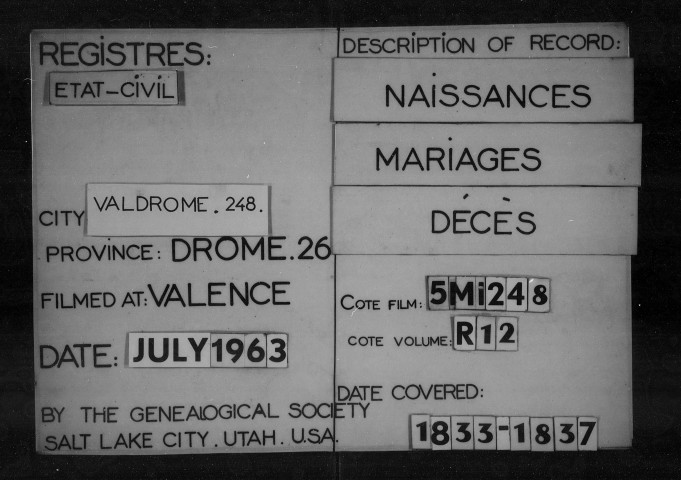 REGISTRES:
ETAT-CIVIL
CITY VALDROME. 248.
PROVINCE: DROME. 26
FILMED AT: VALENCE
DATE: JULY 1963
BY THE GENEALOGICAL SOCIETY
SALT LAKE CITY. UTAH. U.S.A.
DESCRIPTION OF RECORD:
NAISSANCES
MARIAGES
DÉCÈS
COTE FILM: 5Mi248
COTE VOLUME: R12
DATE COVERED:
1833-1837